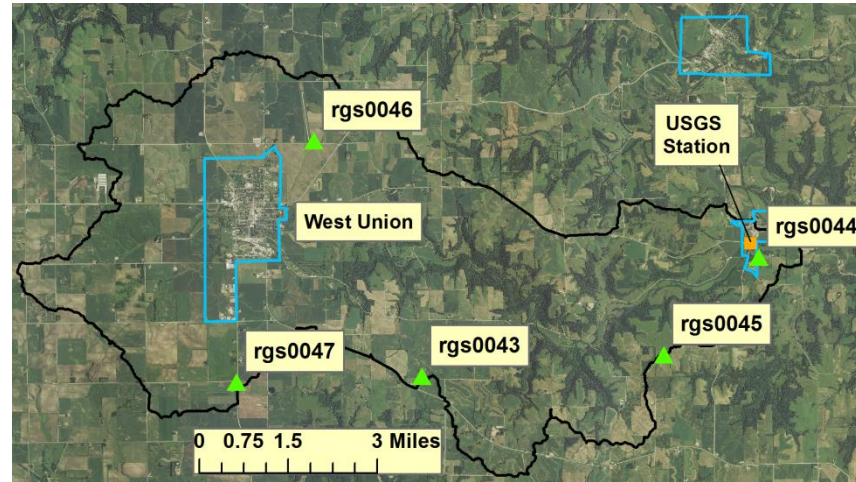 rgs0046
USGS
Station
West Union
rgs0044
rgs0045
rgs0043
rgs0047
0 0.75 1.5 3 Miles